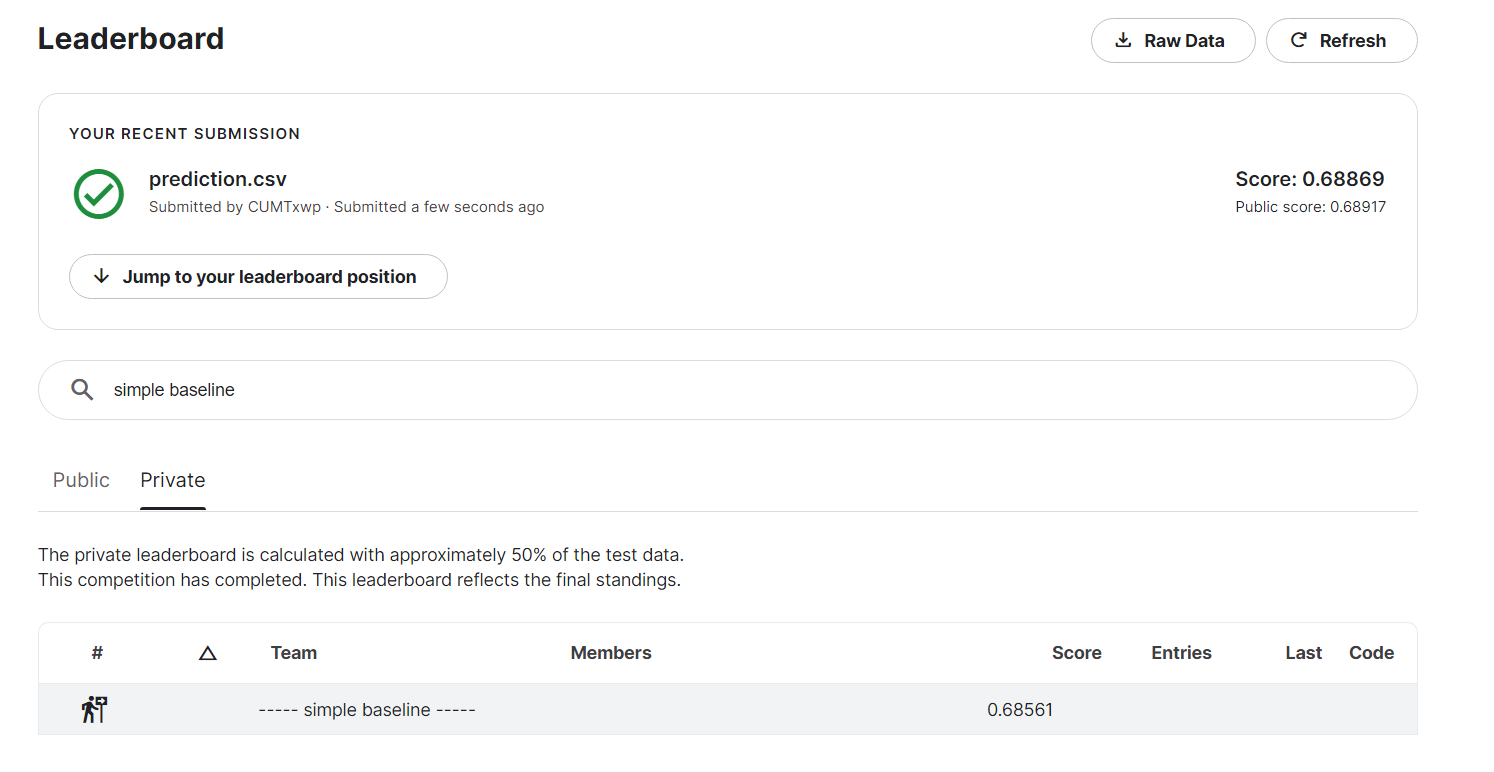 Leaderboard
Raw Data
Refresh
YOUR RECENT SUBMISSION
prediction.csv
Score: 0.68869
Submitted by CUMTxwp · Submitted a few seconds ago
Public score: 0.68917
Jump to your leaderboard position
simple baseline
Public Private
The private leaderboard is calculated with approximately 50% of the test data.
This competition has completed. This leaderboard reflects the final standings.
# △ Team Members Score Entries Last Code
----- simple baseline ----- 0.68561